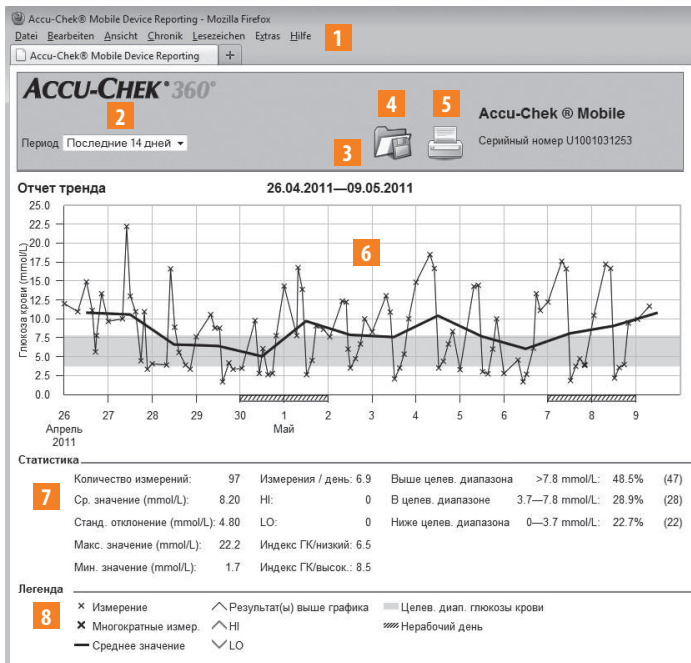 Accu-Chek® Mobile Device Reporting - Mozilla Firefox
Datei Bearbeiten Ansicht Chronik Lesezeichen Extras Hilfe 1
Accu-Chek® Mobile Device Reporting +
ACCU-CHEK® 360°
2 4 5
Accu-Chek ® Mobile
Период Последние 14 дней 3 Серийный номер U1001031253
Отчет тренда 26.04.2011—09.05.2011
Глюкоза крови (mmol/L)
25.0
22.5
20.0
17.5
15.0
12.5
10.0
7.5
5.0
2.5
0.0
6
26 27 28 29 30 1 2 3 4 5 6 7 8 9
Апрель Май
2011
Статистика
7
Количество измерений: 97 Измерения / день: 6.9 Выше целев. диапазона >7.8 mmol/L: 48.5% (47)
Ср. значение (mmol/L): 8.20 HI: 0 В целев. диапазоне 3.7—7.8 mmol/L: 28.9% (28)
Станд. отклонение (mmol/L): 4.80 LO: 0 Ниже целев. диапазона 0—3.7 mmol/L: 22.7% (22)
Макс. значение (mmol/L): 22.2 Индекс ГК/низкий: 6.5
Мин. значение (mmol/L): 1.7 Индекс ГК/высок.: 8.5
Легенда
8
Измерение Результат(ы) выше графика Целев. диап. глюкозы крови
Многократные измер. HI Нерабочий день
Среднее значение LO